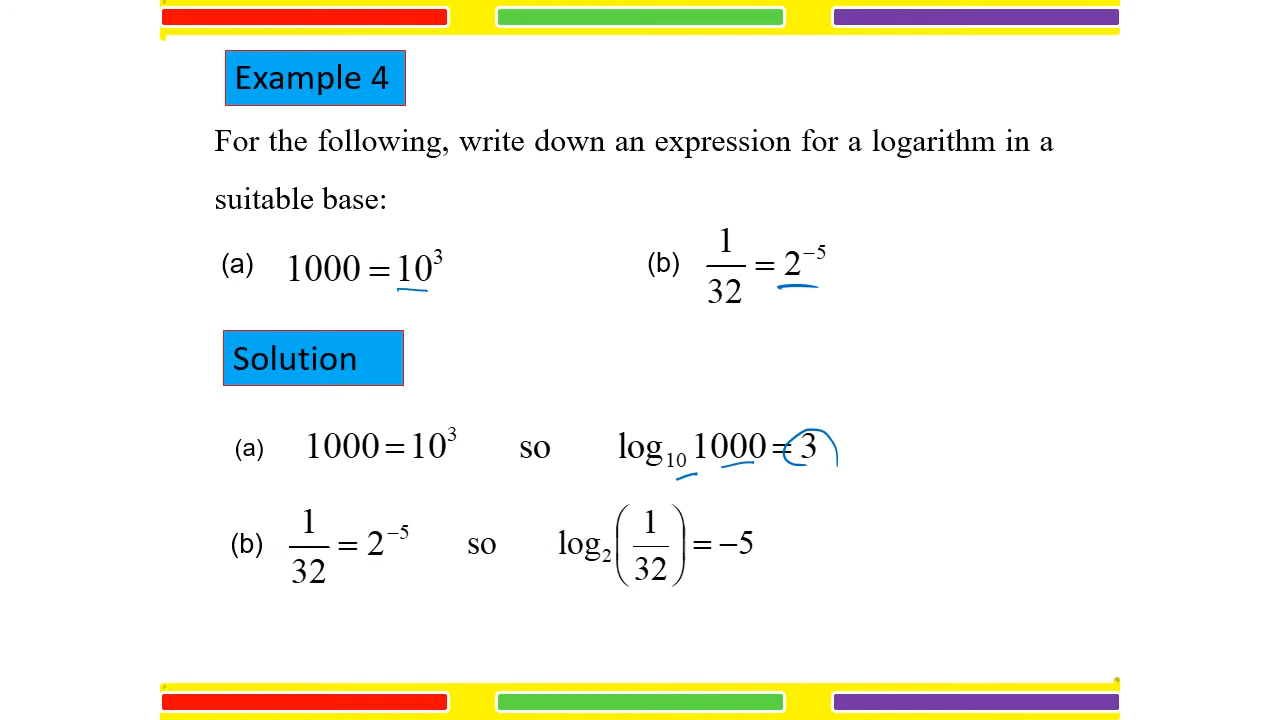 Example 4
For the following, write down an expression for a logarithm in a
suitable base:
(a) 1000 = 10³ (b) 1/32 = 2⁻⁵
Solution
(a) 1000 = 10³ so log₁₀ 1000 = 3
(b) 1/32 = 2⁻⁵ so log₂(1/32) = −5